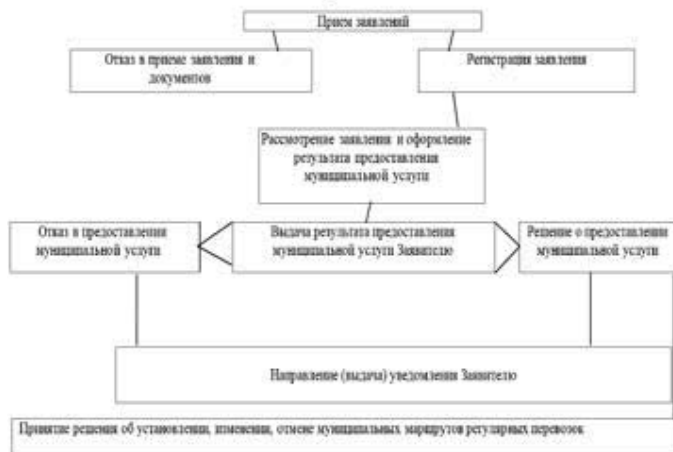 Прием заявлений
Отказ в приеме заявления и
документов
Регистрация заявления
Рассмотрение заявления и оформление
результата предоставления
муниципальной услуги
Отказ в предоставлении
муниципальной услуги
Выдача результата предоставления
муниципальной услуги Заявителю
Решение о предоставлении
муниципальной услуги
Направление (выдача) уведомления Заявителю
Принятие решения об установлении, изменении, отмене муниципальных маршрутов регулярных перевозок